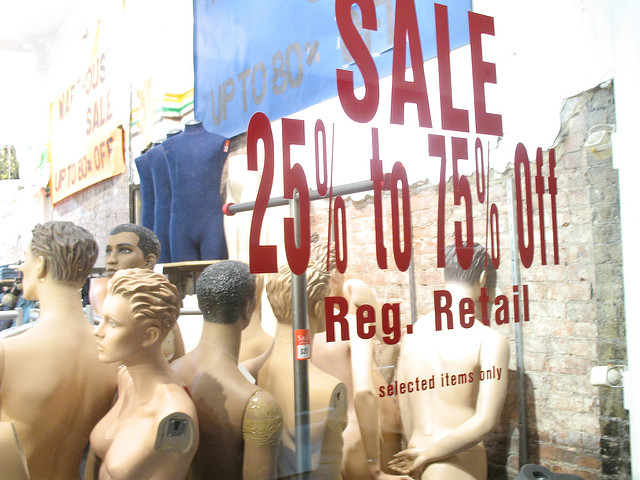 SALE
25% to 75% Off
Reg. Retail
selected items only
UP TO 80%
SALE
UP TO 80% OFF